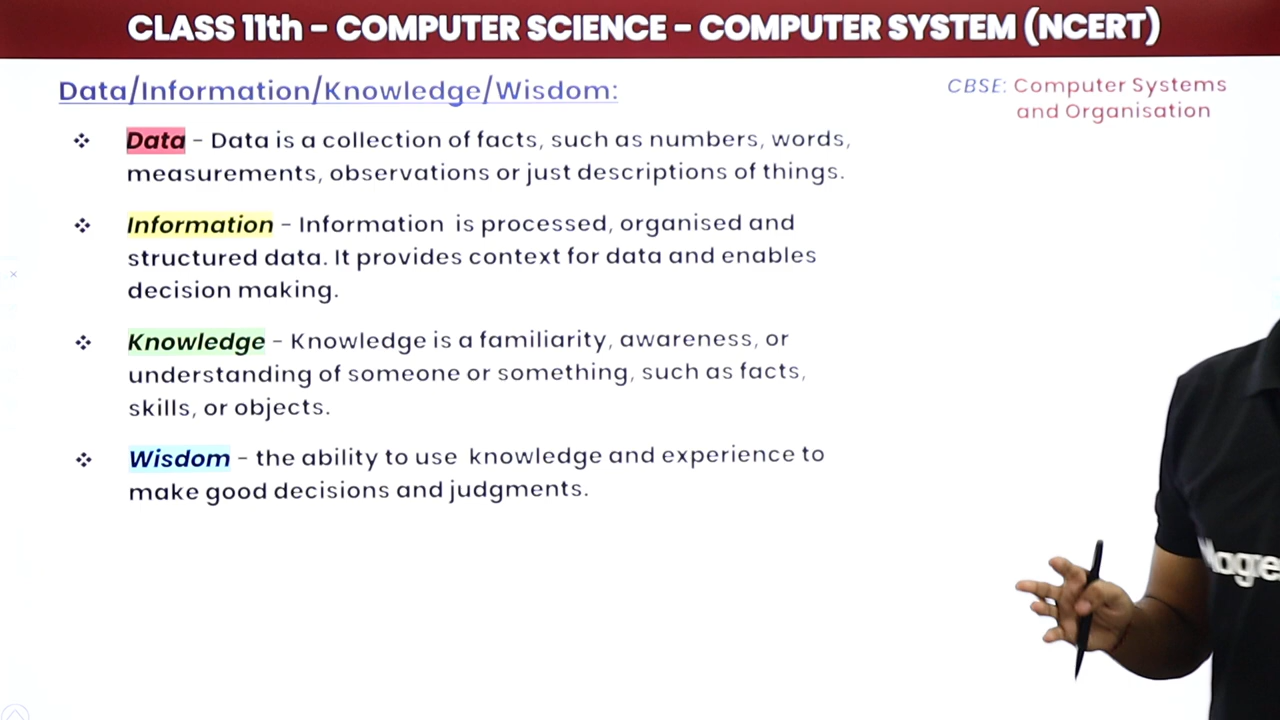 CLASS 11th - COMPUTER SCIENCE - COMPUTER SYSTEM (NCERT)
Data/Information/Knowledge/Wisdom:
CBSE: Computer Systems
and Organisation
❖ Data - Data is a collection of facts, such as numbers, words,
measurements, observations or just descriptions of things.
❖ Information - Information is processed, organised and
structured data. It provides context for data and enables
decision making.
❖ Knowledge - Knowledge is a familiarity, awareness, or
understanding of someone or something, such as facts,
skills, or objects.
❖ Wisdom - the ability to use knowledge and experience to
make good decisions and judgments.